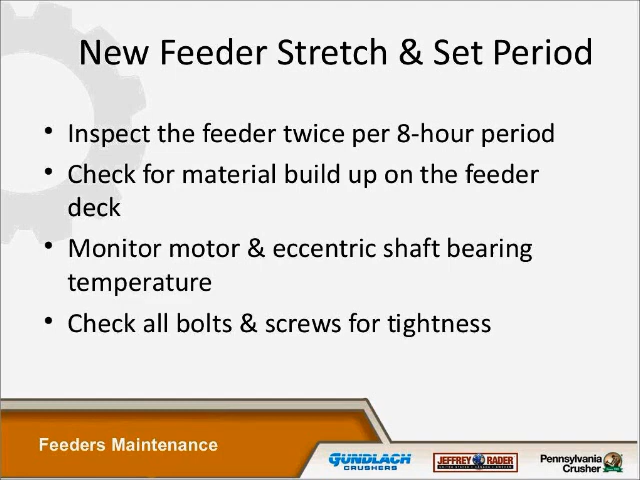 New Feeder Stretch & Set Period
• Inspect the feeder twice per 8-hour period
• Check for material build up on the feeder
deck
• Monitor motor & eccentric shaft bearing
temperature
• Check all bolts & screws for tightness
Feeders Maintenance
GUNDLACH
CRUSHERS
JEFFREY RADER
Pennsylvania
Crusher